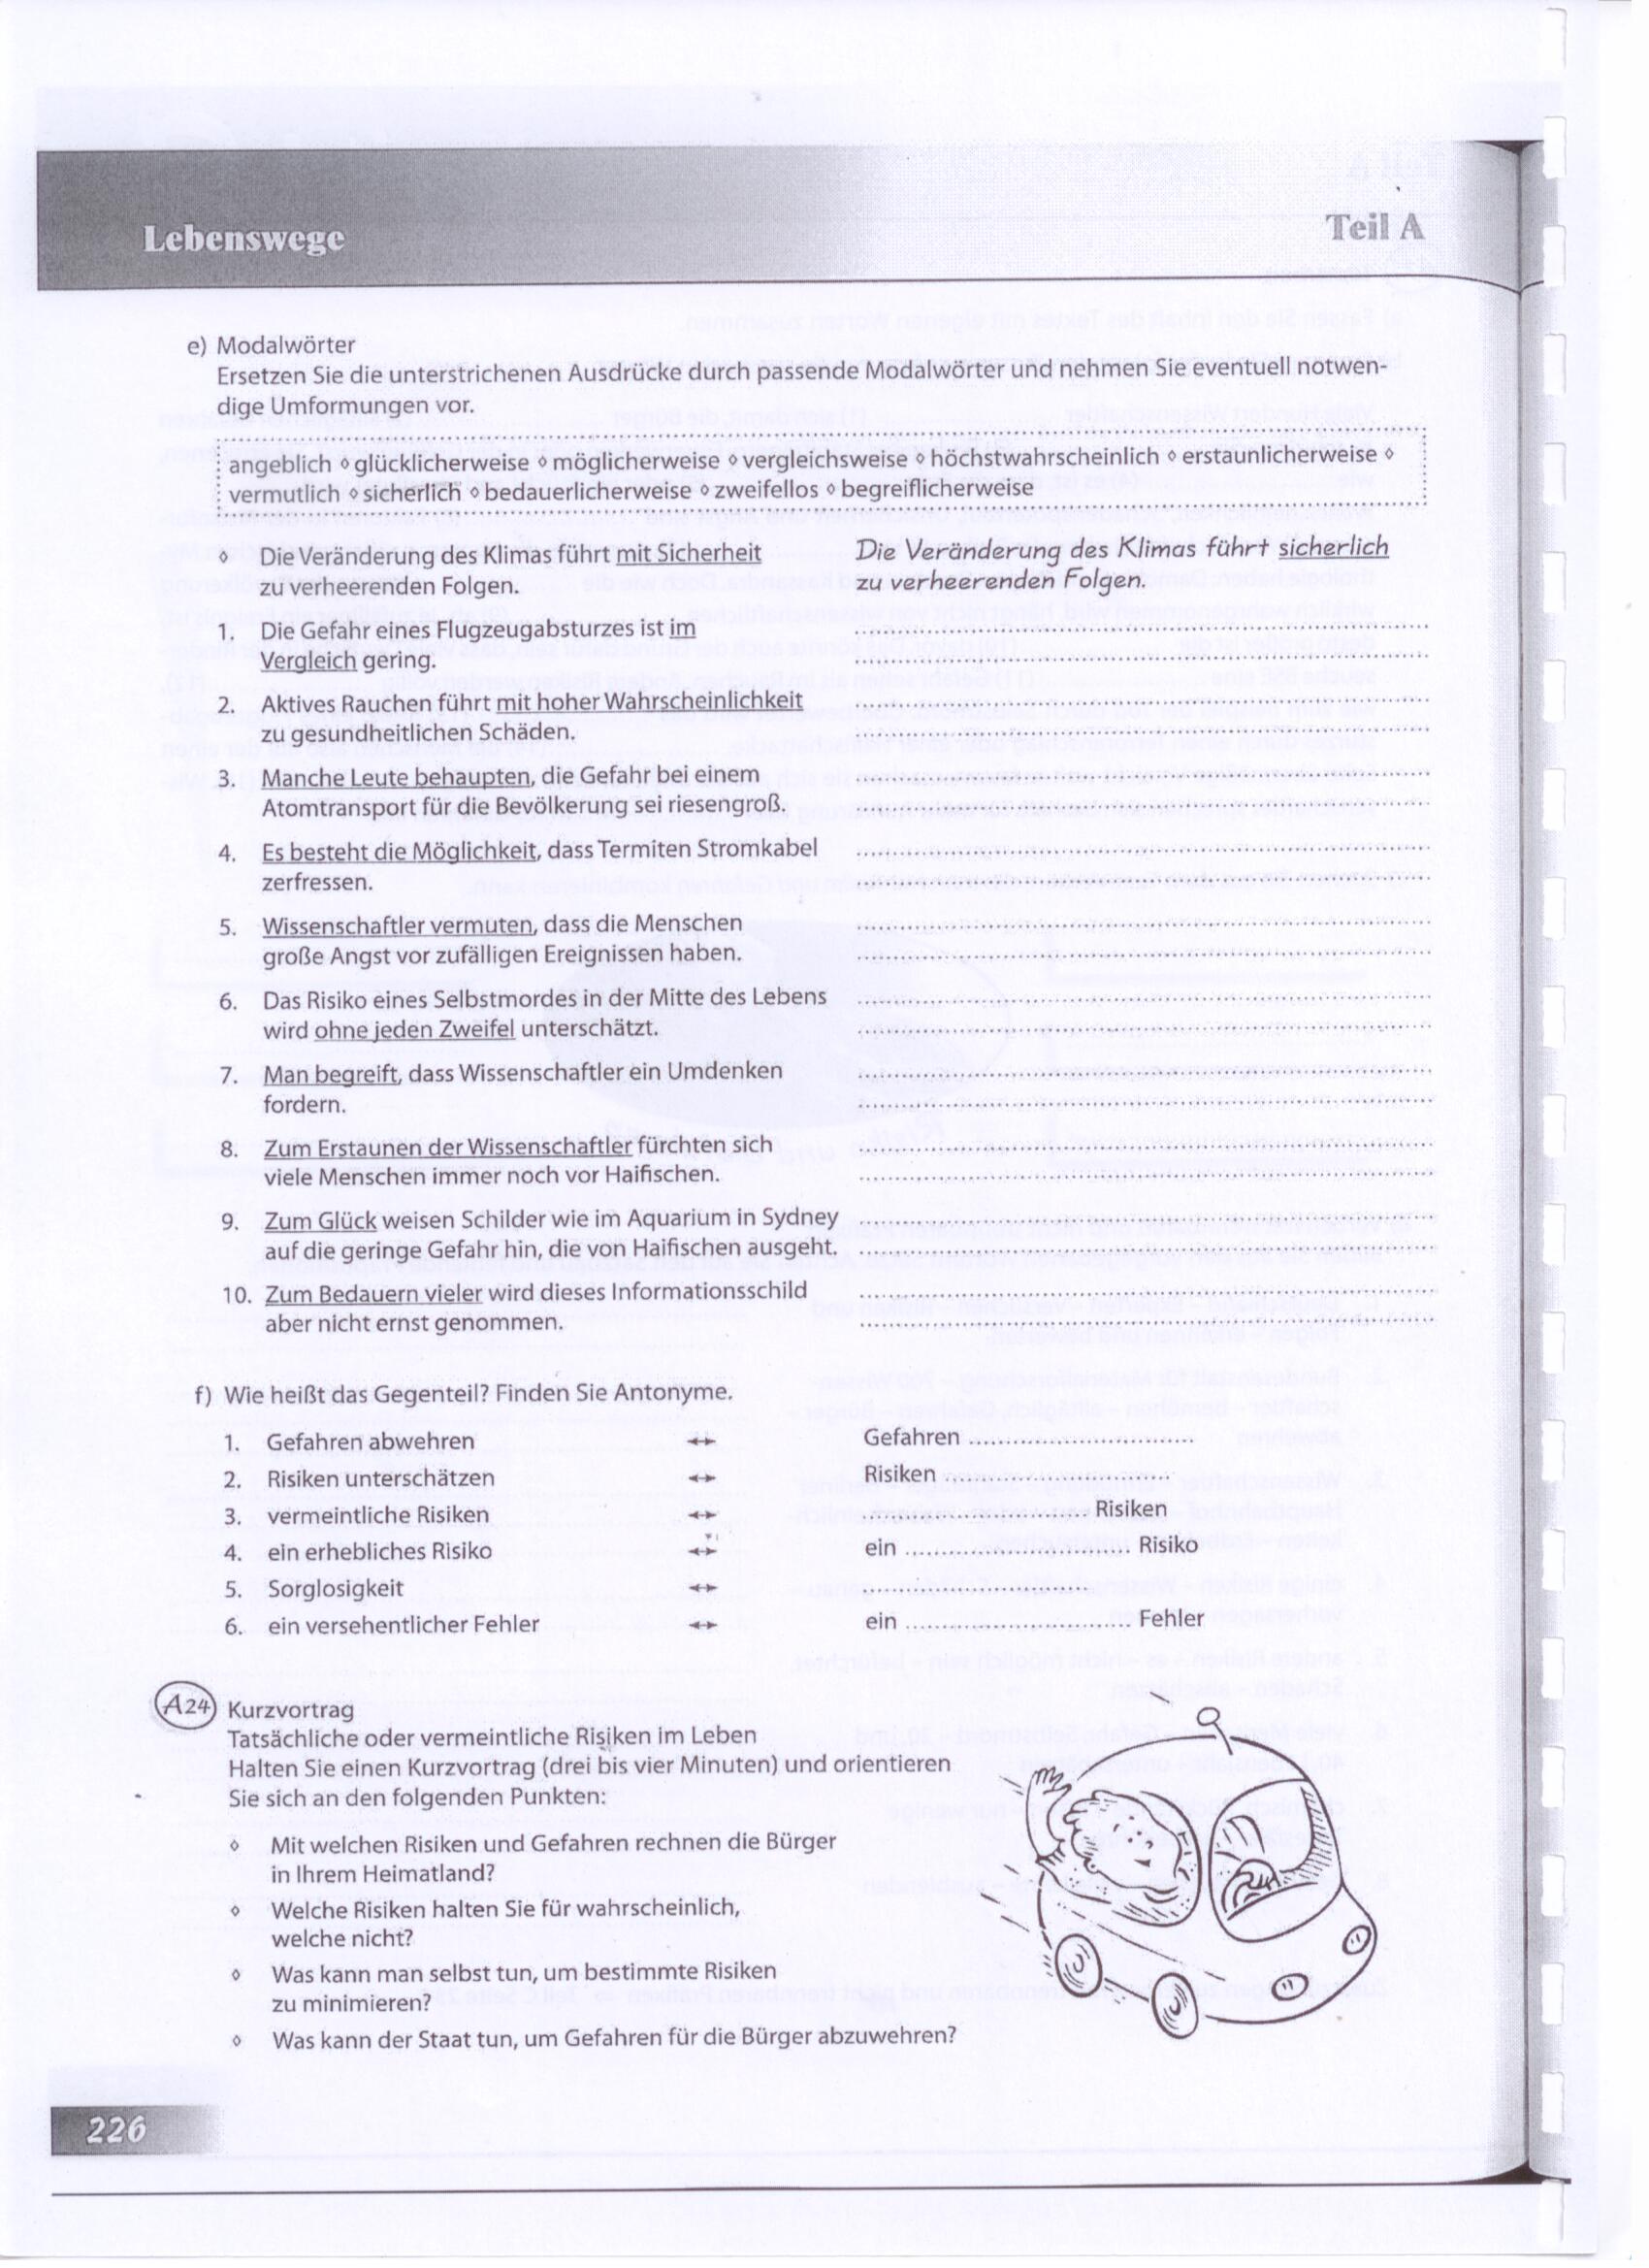 Lebenswege
Teil A
e) Modalwörter
Ersetzen Sie die unterstrichenen Ausdrücke durch passende Modalwörter und nehmen Sie eventuell notwen-
dige Umformungen vor.
angeblich ⋄ glücklicherweise ⋄ möglicherweise ⋄ vergleichsweise ⋄ höchstwahrscheinlich ⋄ erstaunlicherweise ⋄
vermutlich ⋄ sicherlich ⋄ bedauerlicherweise ⋄ zweifellos ⋄ begreiflicherweise
⋄ Die Veränderung des Klimas führt mit Sicherheit
zu verheerenden Folgen.
Die Veränderung des Klimas führt sicherlich
zu verheerenden Folgen.
1. Die Gefahr eines Flugzeugabsturzes ist im
Vergleich gering.
2. Aktives Rauchen führt mit hoher Wahrscheinlichkeit
zu gesundheitlichen Schäden.
3. Manche Leute behaupten, die Gefahr bei einem
Atomtransport für die Bevölkerung sei riesengroß.
4. Es besteht die Möglichkeit, dass Termiten Stromkabel
zerfressen.
5. Wissenschaftler vermuten, dass die Menschen
große Angst vor zufälligen Ereignissen haben.
6. Das Risiko eines Selbstmordes in der Mitte des Lebens
wird ohne jeden Zweifel unterschätzt.
7. Man begreift, dass Wissenschaftler ein Umdenken
fordern.
8. Zum Erstaunen der Wissenschaftler fürchten sich
viele Menschen immer noch vor Haifischen.
9. Zum Glück weisen Schilder wie im Aquarium in Sydney
auf die geringe Gefahr hin, die von Haifischen ausgeht.
10. Zum Bedauern vieler wird dieses Informationsschild
aber nicht ernst genommen.
f) Wie heißt das Gegenteil? Finden Sie Antonyme.
1. Gefahren abwehren ↔ Gefahren ..............................
2. Risiken unterschätzen ↔ Risiken ..............................
3. vermeintliche Risiken ↔ .............................. Risiken
4. ein erhebliches Risiko ↔ ein .............................. Risiko
5. Sorglosigkeit ↔ ..............................
6. ein versehentlicher Fehler ↔ ein .............................. Fehler
A24 Kurzvortrag
Tatsächliche oder vermeintliche Risiken im Leben
Halten Sie einen Kurzvortrag (drei bis vier Minuten) und orientieren
Sie sich an den folgenden Punkten:
⋄ Mit welchen Risiken und Gefahren rechnen die Bürger
in Ihrem Heimatland?
⋄ Welche Risiken halten Sie für wahrscheinlich,
welche nicht?
⋄ Was kann man selbst tun, um bestimmte Risiken
zu minimieren?
⋄ Was kann der Staat tun, um Gefahren für die Bürger abzuwehren?
226